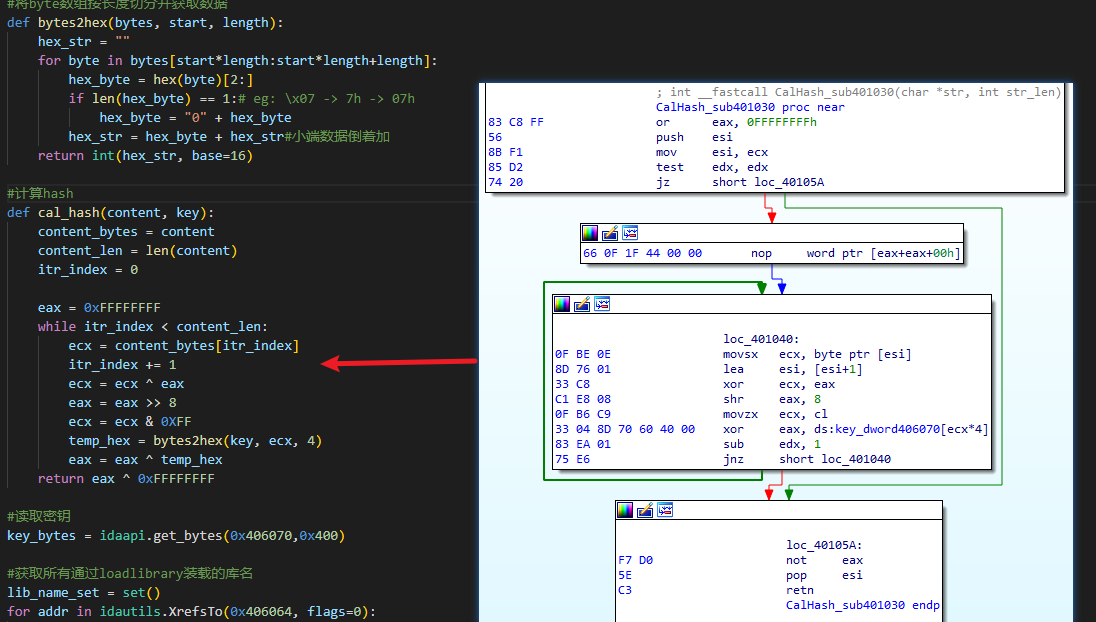 #将byte数组按长度切分并获取数据
def bytes2hex(bytes, start, length):
    hex_str = ""
    for byte in bytes[start*length:start*length+length]:
        hex_byte = hex(byte)[2:]
        if len(hex_byte) == 1:# eg: \x07 -> 7h -> 07h
            hex_byte = "0" + hex_byte
        hex_str = hex_byte + hex_str#小端数据倒着加
    return int(hex_str, base=16)
#计算hash
def cal_hash(content, key):
    content_bytes = content
    content_len = len(content)
    itr_index = 0
    eax = 0xFFFFFFFF
    while itr_index < content_len:
        ecx = content_bytes[itr_index]
        itr_index += 1
        ecx = ecx ^ eax
        eax = eax >> 8
        ecx = ecx & 0XFF
        temp_hex = bytes2hex(key, ecx, 4)
        eax = eax ^ temp_hex
    return eax ^ 0xFFFFFFFF
#读取密钥
key_bytes = idaapi.get_bytes(0x406070,0x400)
#获取所有通过loadlibrary装载的库名
lib_name_set = set()
for addr in idautils.XrefsTo(0x406064, flags=0):
; int __fastcall CalHash_sub401030(char *str, int str_len)
CalHash_sub401030 proc near
83 C8 FF or eax, 0FFFFFFFFh
56 push esi
8B F1 mov esi, ecx
85 D2 test edx, edx
74 20 jz short loc_40105A
66 0F 1F 44 00 00 nop word ptr [eax+eax+00h]
loc_401040:
0F BE 0E movsx ecx, byte ptr [esi]
8D 76 01 lea esi, [esi+1]
33 C8 xor ecx, eax
C1 E8 08 shr eax, 8
0F B6 C9 movzx ecx, cl
33 04 8D 70 60 40 00 xor eax, ds:key_dword406070[ecx*4]
83 EA 01 sub edx, 1
75 E6 jnz short loc_401040
loc_40105A:
F7 D0 not eax
5E pop esi
C3 retn
CalHash_sub401030 endp